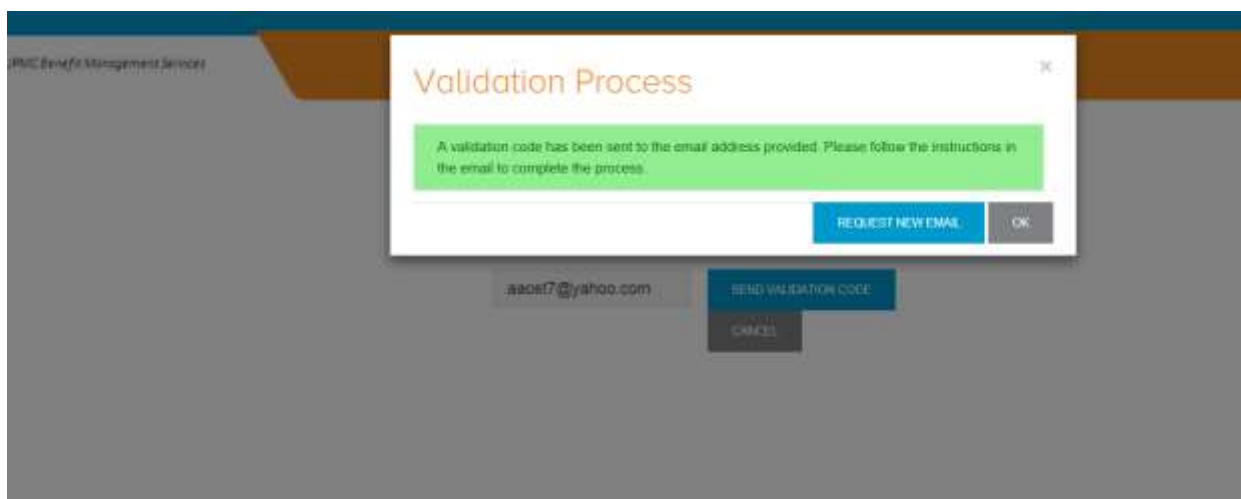 UPMC Benefit Management Services
Validation Process
×
A validation code has been sent to the email address provided. Please follow the instructions in
the email to complete the process.
REQUEST NEW EMAIL
OK
aaost7@yahoo.com
SEND VALIDATION CODE
CANCEL